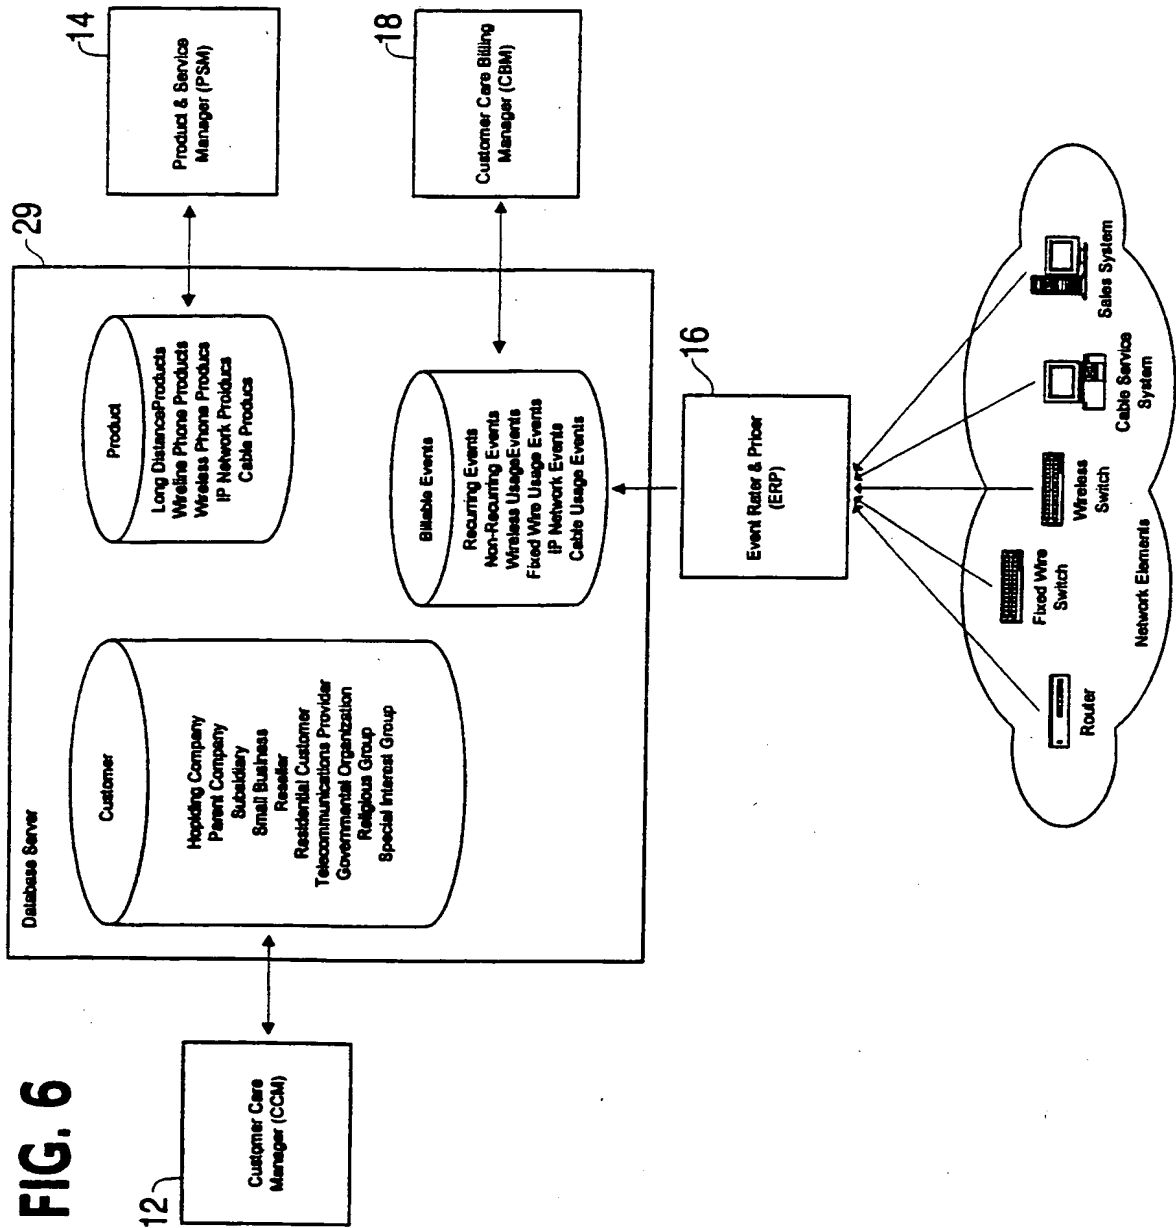 FIG. 6
12
Customer Care
Manager (CCM)
Database Server
29
Customer
Hoplding Company
Parent Company
Subsidiary
Small Business
Reseller
Residential Customer
Telecommunications Provider
Governmental Organization
Religious Group
Special Interest Group
Product
Long DistanceProducts
Wireline Phone Products
Wireless Phone Producs
IP Network Prolducs
Cable Producs
14
Product & Service
Manager (PSM)
Billable Events
Recurring Events
Non-Recurring Events
Wireless UsageEvents
Fixed Wire Usage Events
IP Network Events
Cable Usage Events
18
Customer Care Billing
Manager (CBM)
16
Event Rater & Pricer
(ERP)
Router
Fixed Wire
Switch
Wireless
Switch
Cable Service
System
Sales System
Network Elements